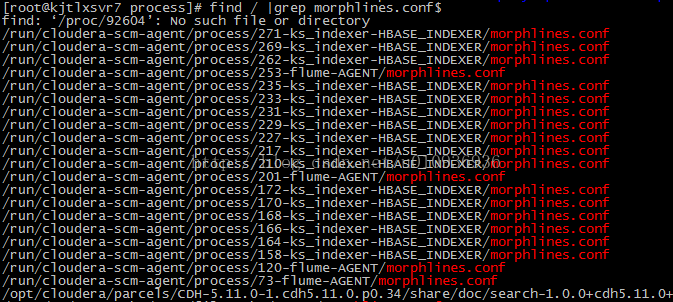 [root@kjtlxsvr7 process]# find / |grep morphlines.conf$
find: ‘/proc/92604’: No such file or directory
/run/cloudera-scm-agent/process/271-ks_indexer-HBASE_INDEXER/morphlines.conf
/run/cloudera-scm-agent/process/269-ks_indexer-HBASE_INDEXER/morphlines.conf
/run/cloudera-scm-agent/process/262-ks_indexer-HBASE_INDEXER/morphlines.conf
/run/cloudera-scm-agent/process/253-flume-AGENT/morphlines.conf
/run/cloudera-scm-agent/process/235-ks_indexer-HBASE_INDEXER/morphlines.conf
/run/cloudera-scm-agent/process/233-ks_indexer-HBASE_INDEXER/morphlines.conf
/run/cloudera-scm-agent/process/231-ks_indexer-HBASE_INDEXER/morphlines.conf
/run/cloudera-scm-agent/process/229-ks_indexer-HBASE_INDEXER/morphlines.conf
/run/cloudera-scm-agent/process/227-ks_indexer-HBASE_INDEXER/morphlines.conf
/run/cloudera-scm-agent/process/217-ks_indexer-HBASE_INDEXER/morphlines.conf
/run/cloudera-scm-agent/process/210-ks_indexer-HBASE_INDEXER/morphlines.conf
/run/cloudera-scm-agent/process/201-flume-AGENT/morphlines.conf
/run/cloudera-scm-agent/process/172-ks_indexer-HBASE_INDEXER/morphlines.conf
/run/cloudera-scm-agent/process/170-ks_indexer-HBASE_INDEXER/morphlines.conf
/run/cloudera-scm-agent/process/168-ks_indexer-HBASE_INDEXER/morphlines.conf
/run/cloudera-scm-agent/process/166-ks_indexer-HBASE_INDEXER/morphlines.conf
/run/cloudera-scm-agent/process/164-ks_indexer-HBASE_INDEXER/morphlines.conf
/run/cloudera-scm-agent/process/158-ks_indexer-HBASE_INDEXER/morphlines.conf
/run/cloudera-scm-agent/process/120-flume-AGENT/morphlines.conf
/run/cloudera-scm-agent/process/73-flume-AGENT/morphlines.conf
/opt/cloudera/parcels/CDH-5.11.0-1.cdh5.11.0.p0.34/share/doc/search-1.0.0+cdh5.11.0+